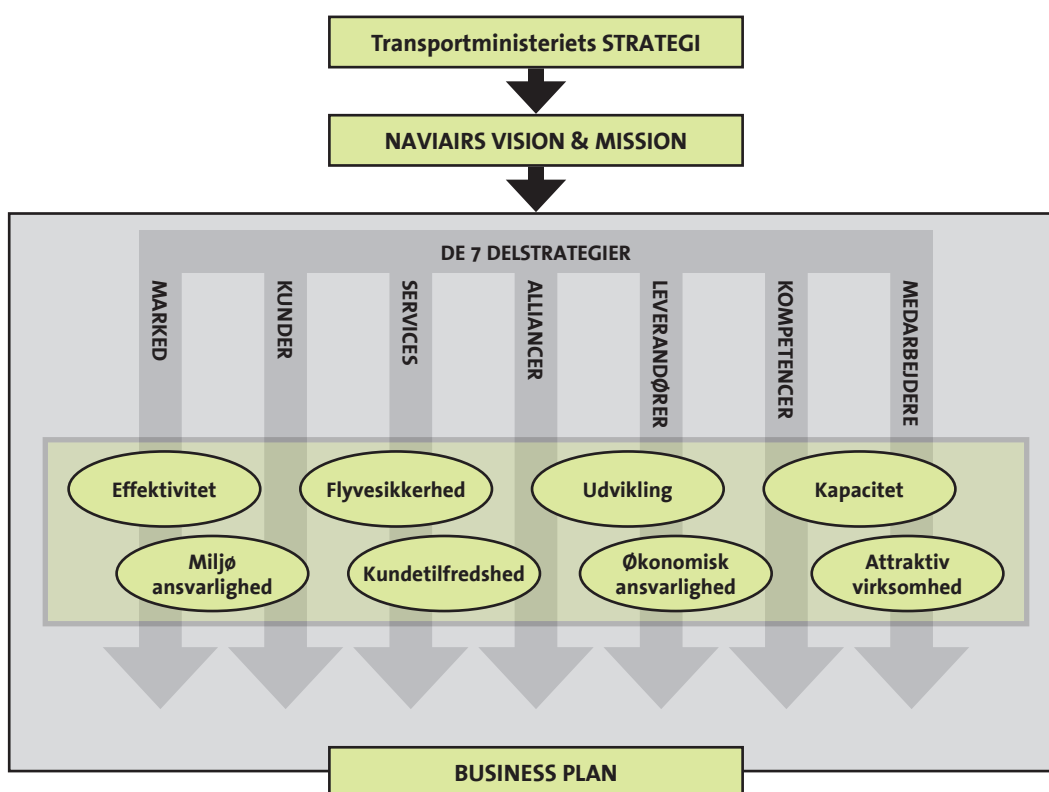 Transportministeriets STRATEGI
NAVIAIRS VISION & MISSION
DE 7 DELSTRATEGIER
MARKED
KUNDER
SERVICES
ALLIANCER
LEVERANDØRER
KOMPETENCER
MEDARBEJDERE
Effektivitet
Flyvesikkerhed
Udvikling
Kapacitet
Miljø
ansvarlighed
Kundetilfredshed
Økonomisk
ansvarlighed
Attraktiv
virksomhed
BUSINESS PLAN